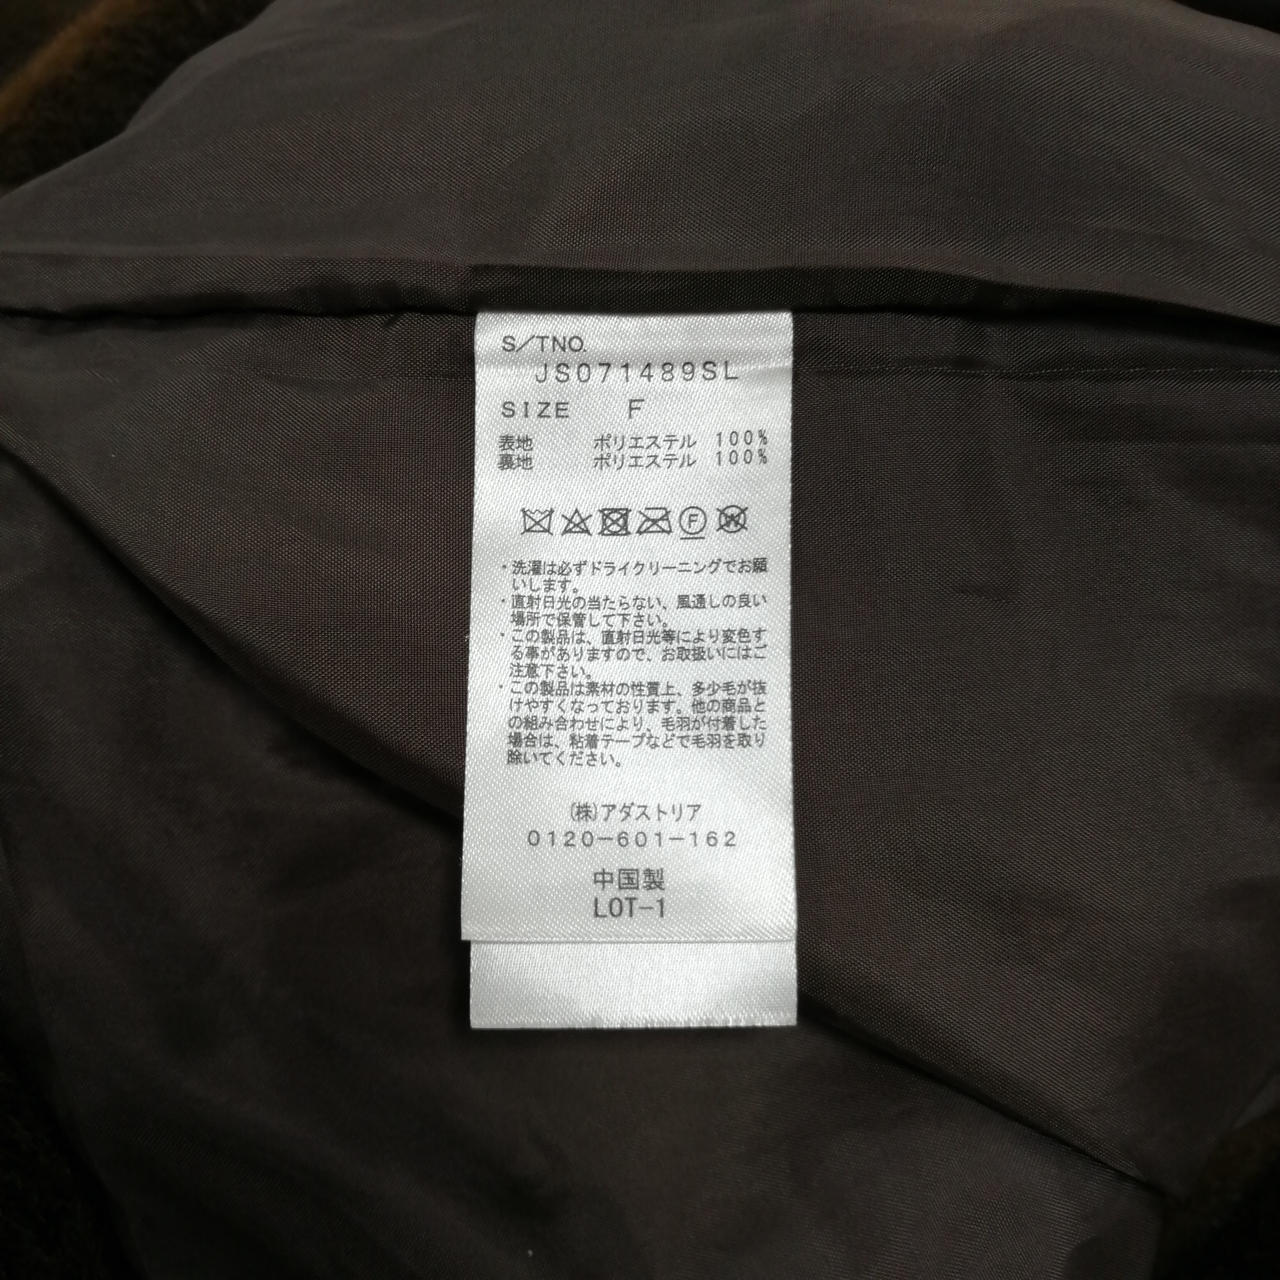 S/TNO.
JS071489SL
SIZE F
表地 ポリエステル 100%
裏地 ポリエステル 100%
F
W
・洗濯は必ずドライクリーニングでお願
いします。
・直射日光の当たらない、風通しの良い
場所で保管して下さい。
・この製品は、直射日光等により変色す
る事がありますので、お取扱いにはご
注意下さい。
・この製品は素材の性質上、多少毛が抜
けやすくなっております。他の商品と
の組み合わせにより、毛羽が付着した
場合は、粘着テープなどで毛羽を取り
除いてください。
(株)アダストリア
0120-601-162
中国製
LOT-1